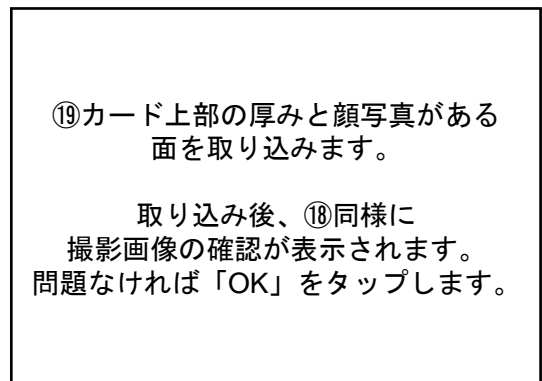 ⑲カード上部の厚みと顔写真がある
面を取り込みます。
取り込み後、⑱同様に
撮影画像の確認が表示されます。
問題なければ「OK」をタップします。